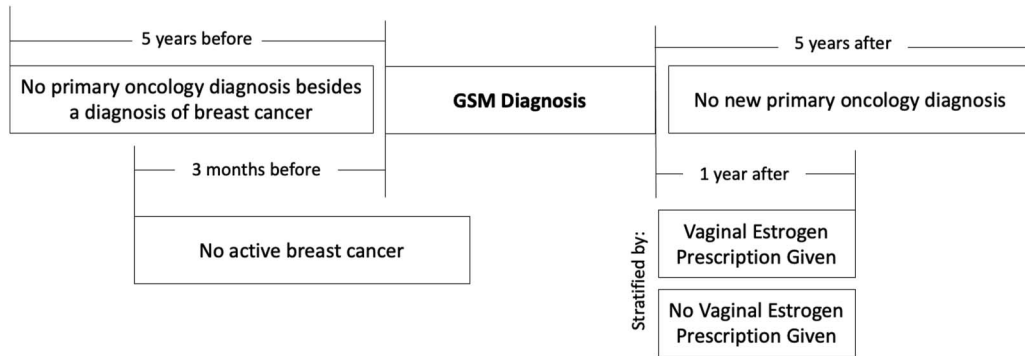 5 years before
5 years after
No primary oncology diagnosis besides
a diagnosis of breast cancer
GSM Diagnosis
No new primary oncology diagnosis
3 months before
1 year after
No active breast cancer
Stratified by:
Vaginal Estrogen
Prescription Given
No Vaginal Estrogen
Prescription Given